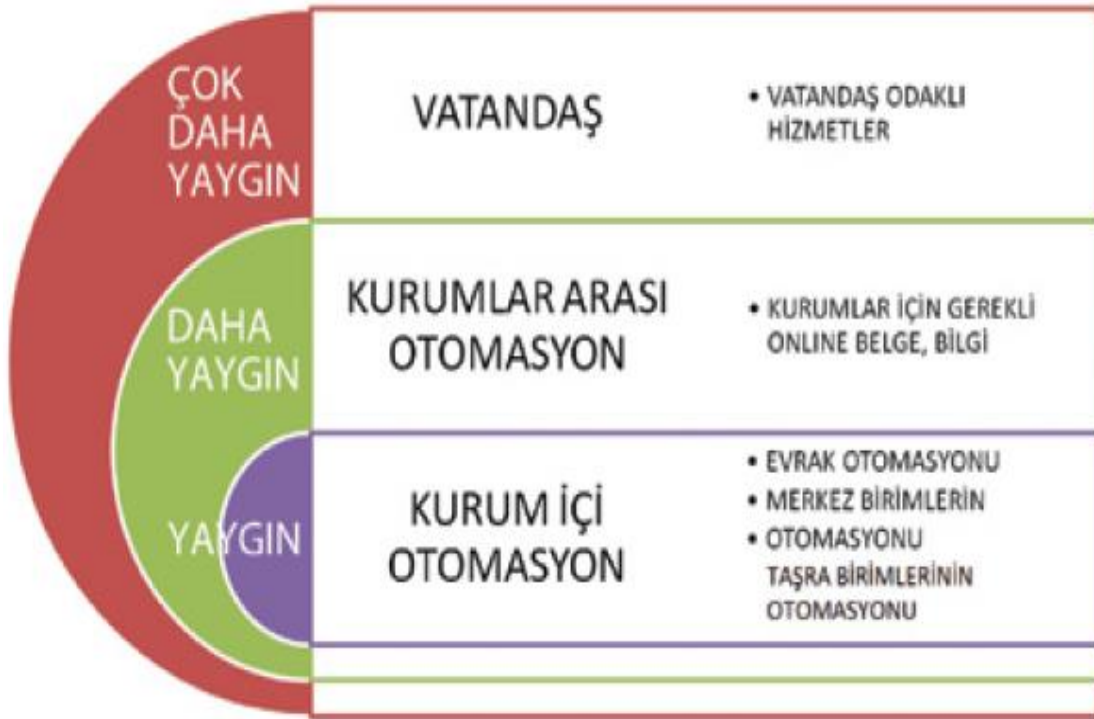 ÇOK
DAHA
YAYGIN
VATANDAŞ
• VATANDAŞ ODAKLI
HİZMETLER
DAHA
YAYGIN
KURUMLAR ARASI
OTOMASYON
• KURUMLAR İÇİN GEREKLİ
ONLINE BELGE, BİLGİ
YAYGIN
KURUM İÇİ
OTOMASYON
• EVRAK OTOMASYONU
• MERKEZ BİRİMLERİN
• OTOMASYONU
TAŞRA BİRİMLERİNİN
OTOMASYONU